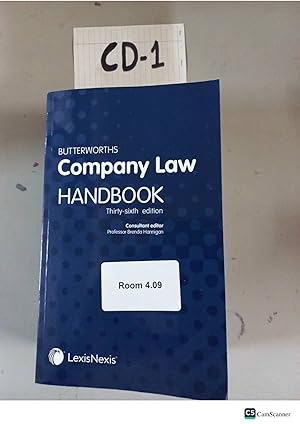 CD-1
BUTTERWORTHS
Company Law
HANDBOOK
Thirty-sixth edition
Consultant editor
Professor Brenda Hannigan
Room 4.09
LexisNexis®
CS CamScanner